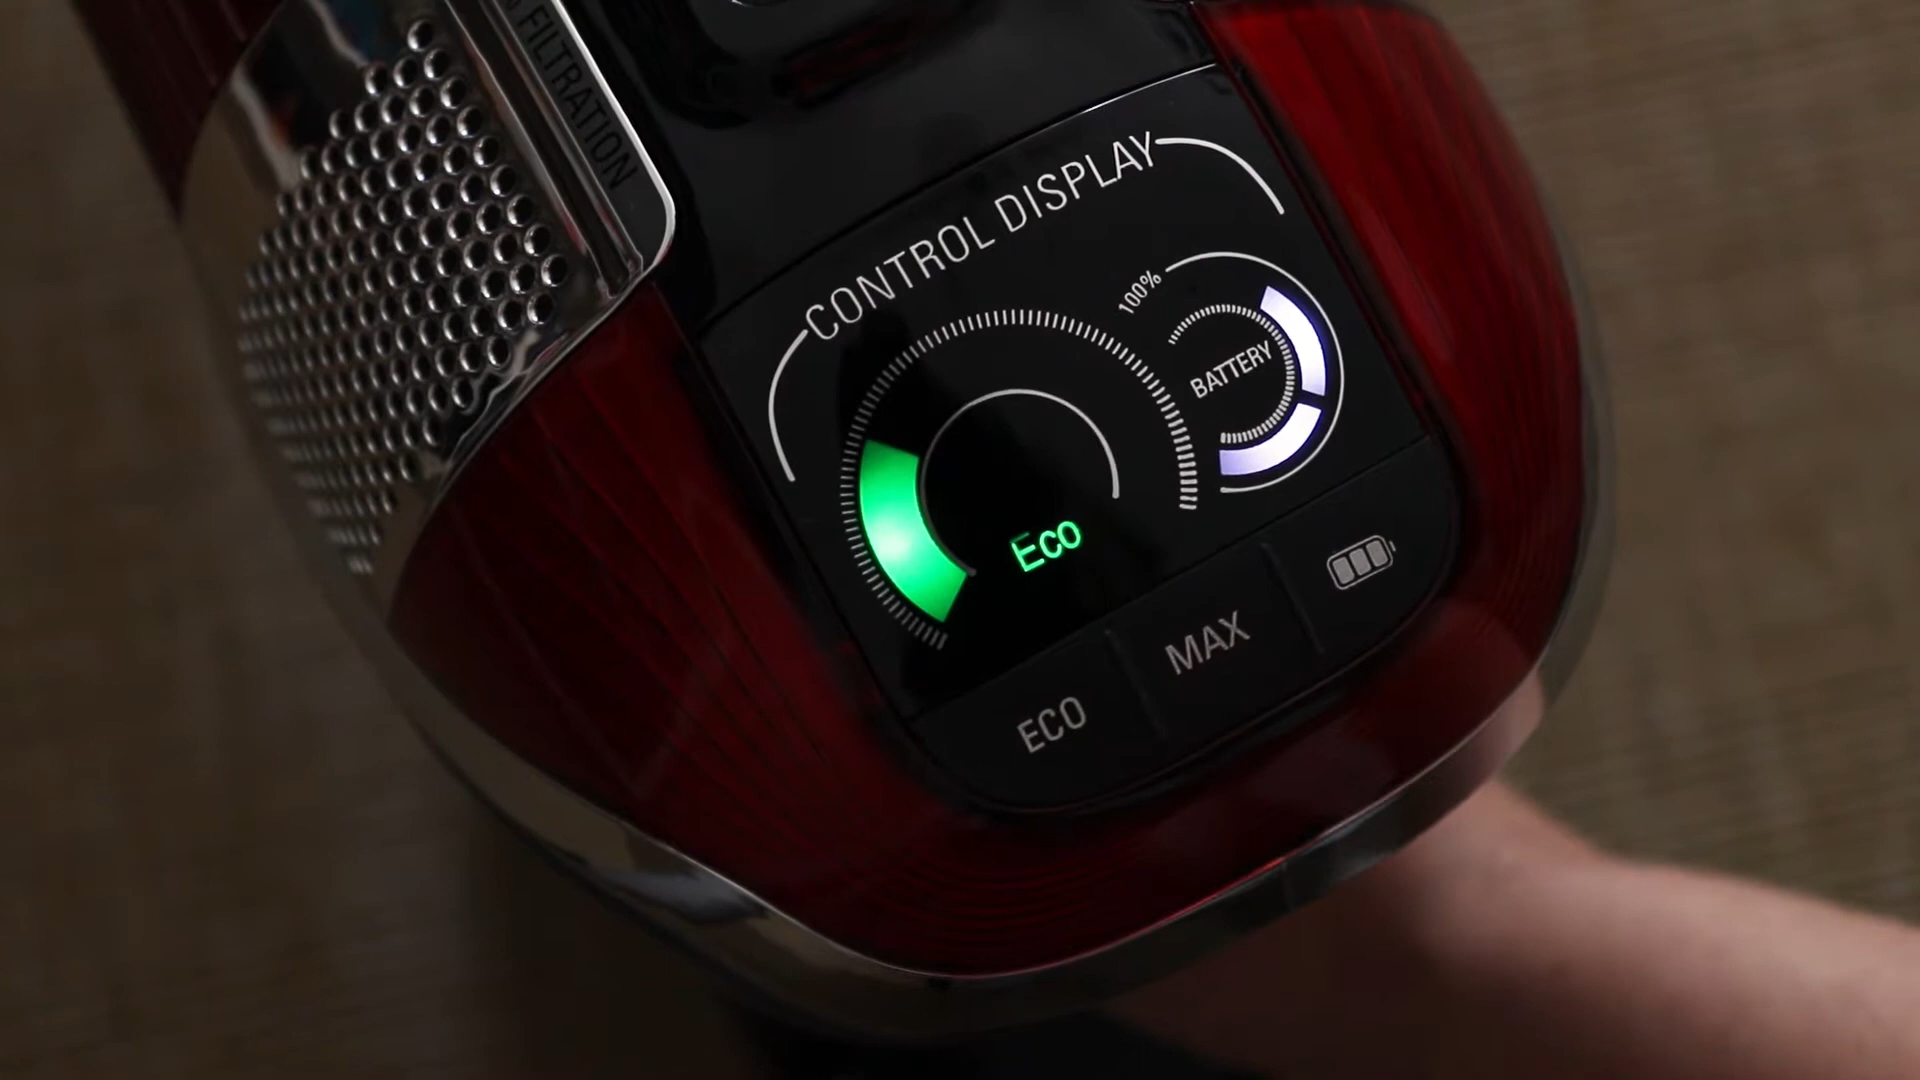 FILTRATION
CONTROL DISPLAY
100%
BATTERY
Eco
ECO
MAX